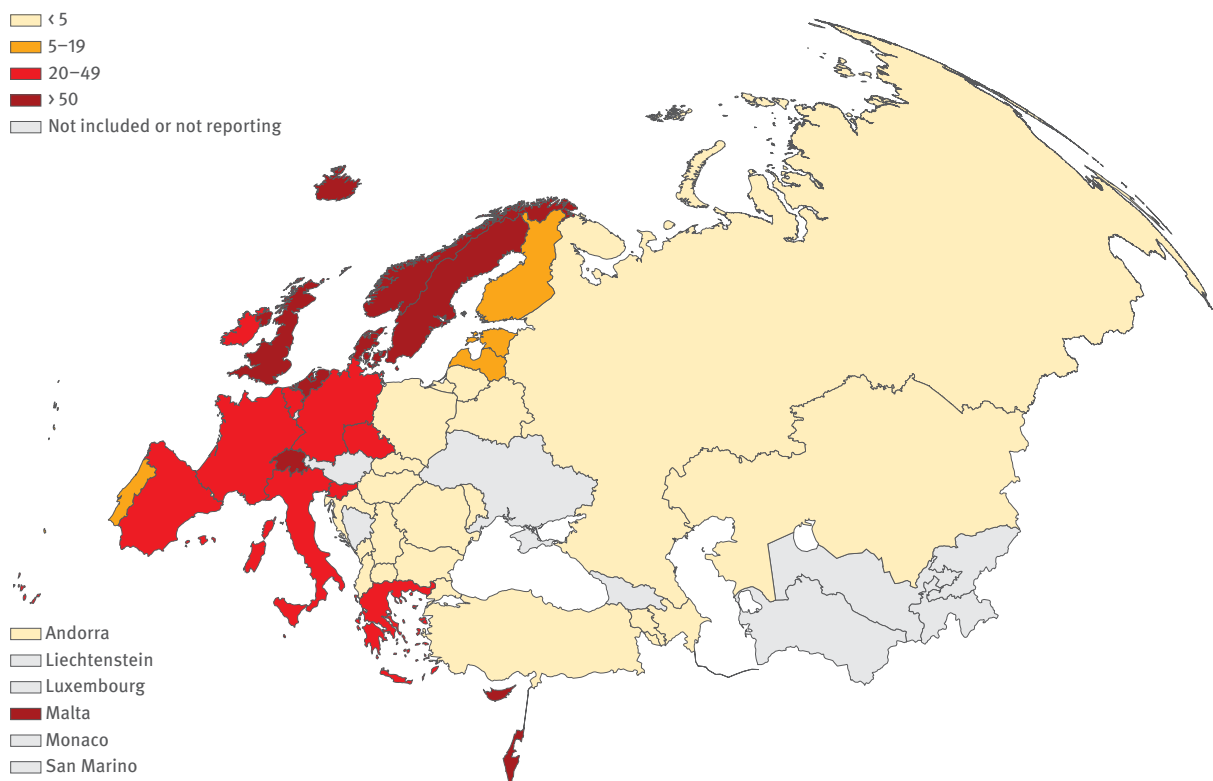 < 5
5–19
20–49
> 50
Not included or not reporting
Andorra
Liechtenstein
Luxembourg
Malta
Monaco
San Marino